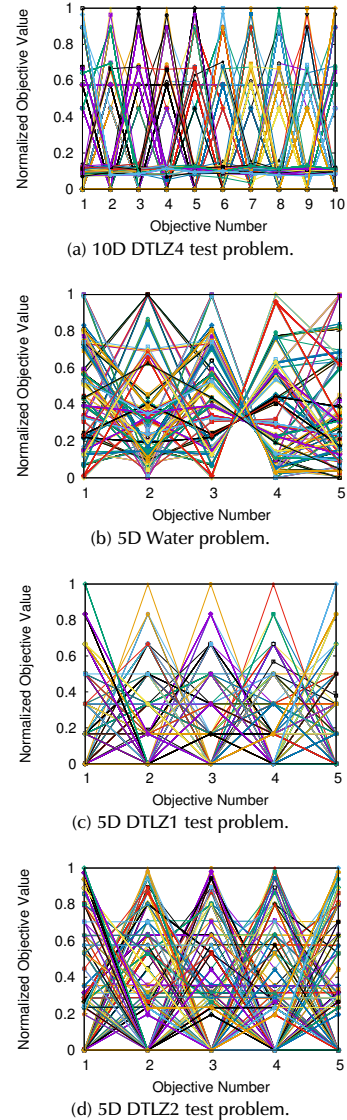 Normalized Objective Value
1
0.8
0.6
0.4
0.2
0
1 2 3 4 5 6 7 8 9 10
Objective Number
(a) 10D DTLZ4 test problem.
Normalized Objective Value
1
0.8
0.6
0.4
0.2
0
1 2 3 4 5
Objective Number
(b) 5D Water problem.
Normalized Objective Value
1
0.8
0.6
0.4
0.2
0
1 2 3 4 5
Objective Number
(c) 5D DTLZ1 test problem.
Normalized Objective Value
1
0.8
0.6
0.4
0.2
0
1 2 3 4 5
Objective Number
(d) 5D DTLZ2 test problem.